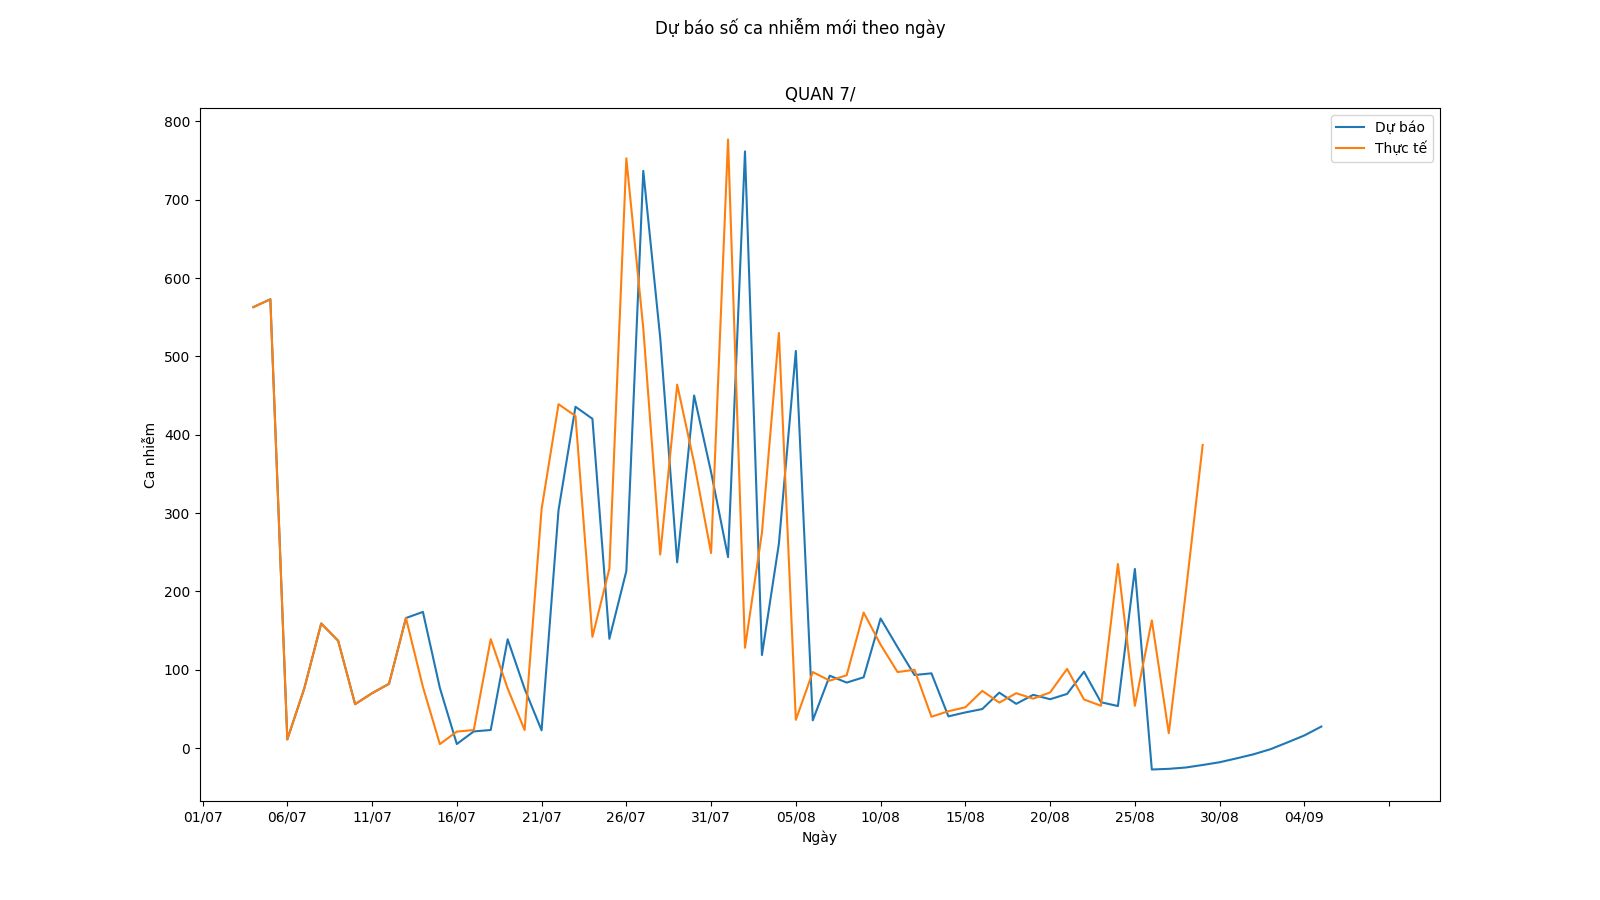 Dự báo số ca nhiễm mới theo ngày
QUAN 7/
Dự báo
Thực tế
800
700
600
500
400
300
200
100
0
Ca nhiễm
01/07 06/07 11/07 16/07 21/07 26/07 31/07 05/08 10/08 15/08 20/08 25/08 30/08 04/09
Ngày